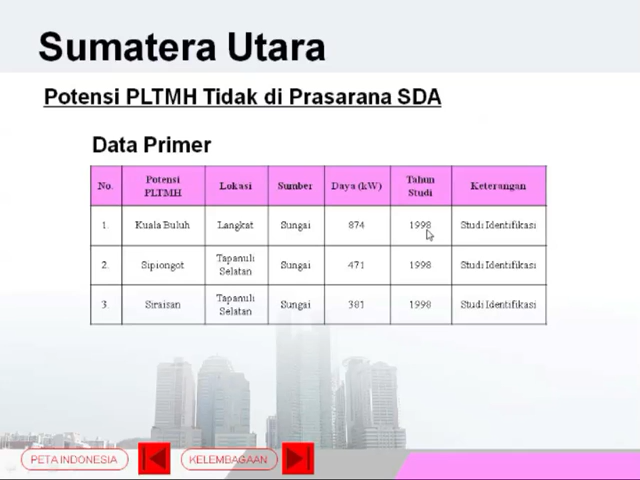 Sumatera Utara
Potensi PLTMH Tidak di Prasarana SDA
Data Primer
No. Potensi PLTMH Lokasi Sumber Daya (kW) Tahun Studi Keterangan
1. Kuala Buluh Langkat Sungai 874 1998 Studi Identifikasi
2. Sipiongot Tapanuli Selatan Sungai 471 1998 Studi Identifikasi
3. Siraisan Tapanuli Selatan Sungai 381 1998 Studi Identifikasi
PETA INDONESIA KELEMBAGAAN